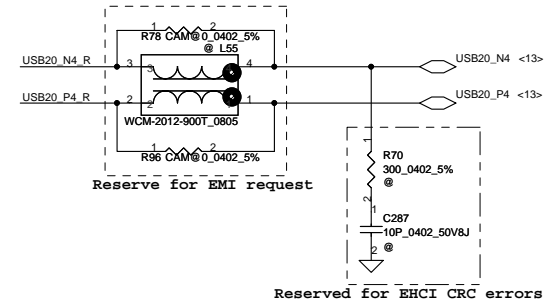 1 2
R78 CAM@0_0402_5%
@ L55
USB20_N4_R
3 3 4
USB20_N4 <13>
USB20_P4_R
2 2 1
USB20_P4 <13>
WCM-2012-900T_0805
1 2
R96 CAM@0_0402_5%
Reserve for EMI request
1
R70
300_0402_5%
@
2
1
C287
10P_0402_50V8J
2
@
Reserved for EHCI CRC errors